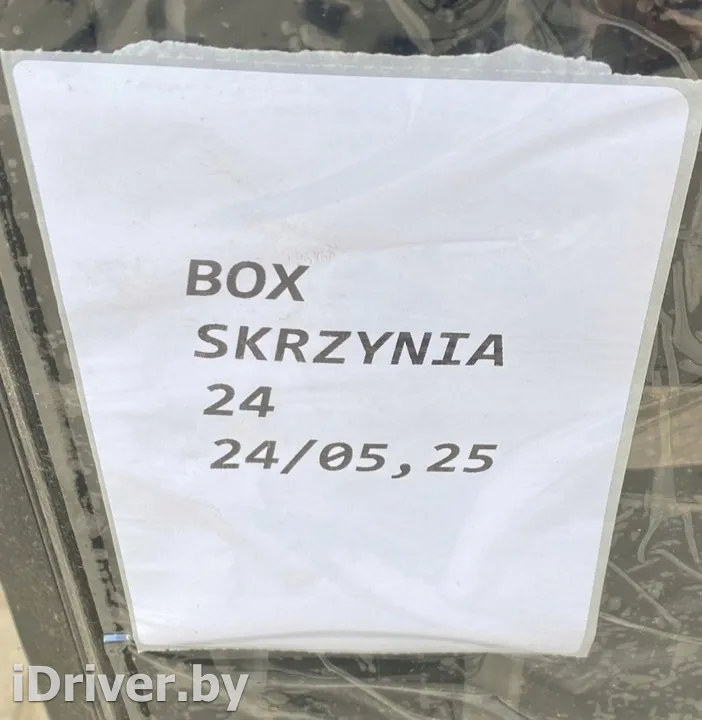 BOX
SKRZYNIA
24
24/05,25
iDriver.by